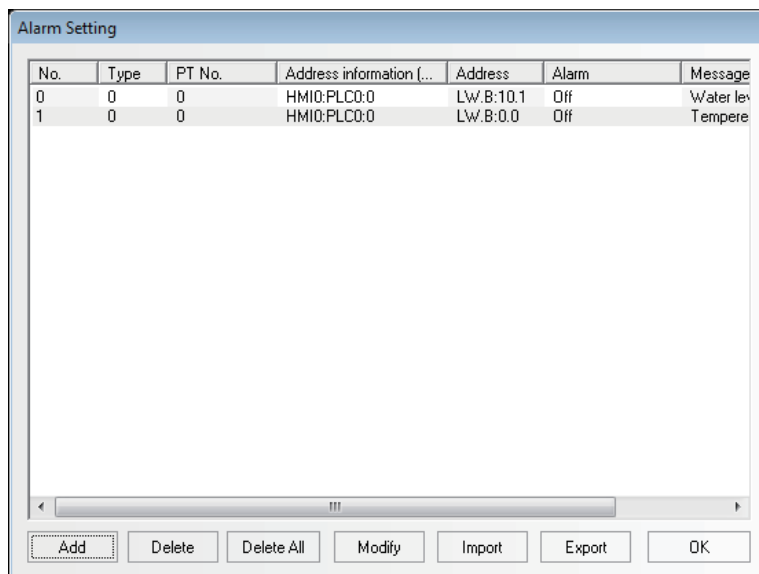 Alarm Setting
No. Type PT No. Address information (... Address Alarm Message
0 0 0 HMI0:PLC0:0 LW.B:10.1 Off Water lev
1 0 0 HMI0:PLC0:0 LW.B:0.0 Off Tempere
Add Delete Delete All Modify Import Export OK